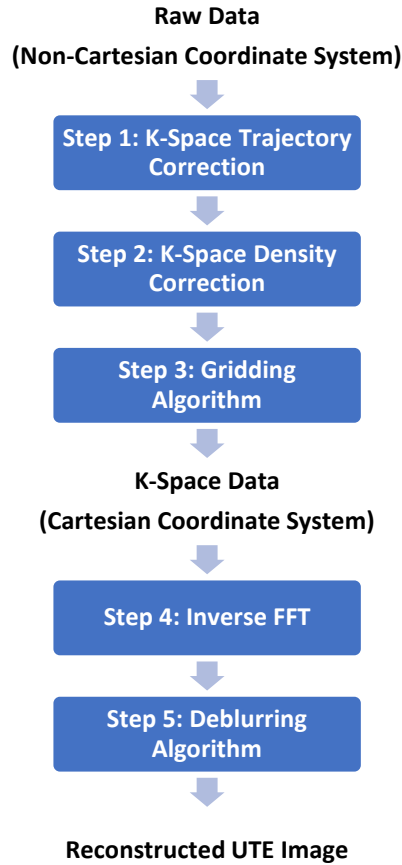 Raw Data
(Non-Cartesian Coordinate System)
Step 1: K-Space Trajectory
Correction
Step 2: K-Space Density
Correction
Step 3: Gridding
Algorithm
K-Space Data
(Cartesian Coordinate System)
Step 4: Inverse FFT
Step 5: Deblurring
Algorithm
Reconstructed UTE Image